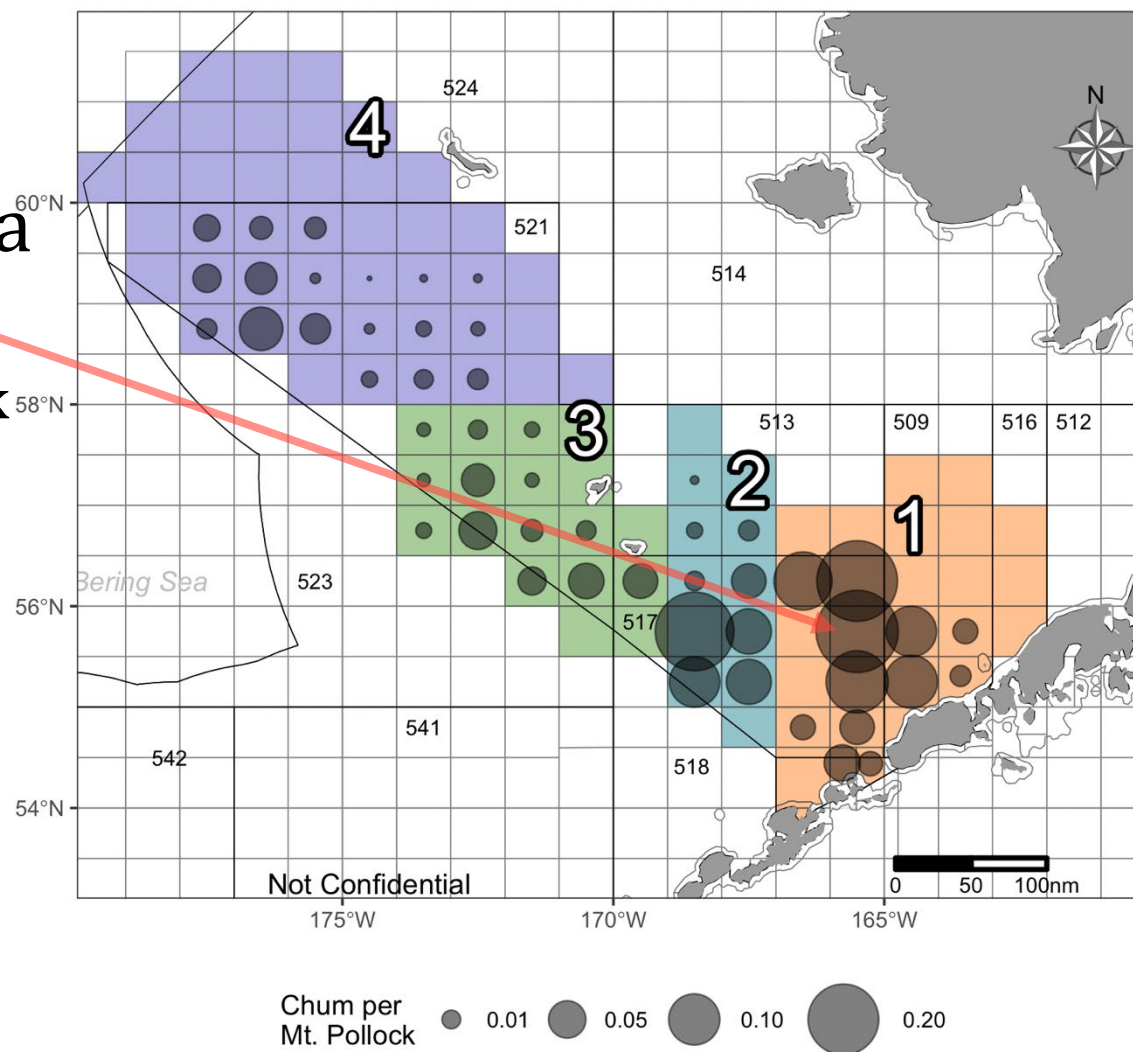 524
4
N
60°N
a
521
514
k
58°N
3
513
509
516
512
2
1
Bering Sea
523
56°N
517
541
542
518
54°N
Not Confidential
0 50 100nm
175°W 170°W 165°W
Chum per
Mt. Pollock
0.01 0.05 0.10 0.20